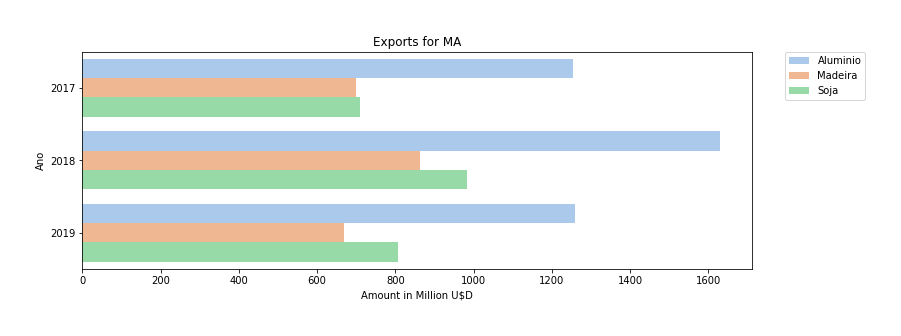 Exports for MA
Aluminio
Madeira
Soja
2017
2018
2019
Ano
0 200 400 600 800 1000 1200 1400 1600
Amount in Million U$D